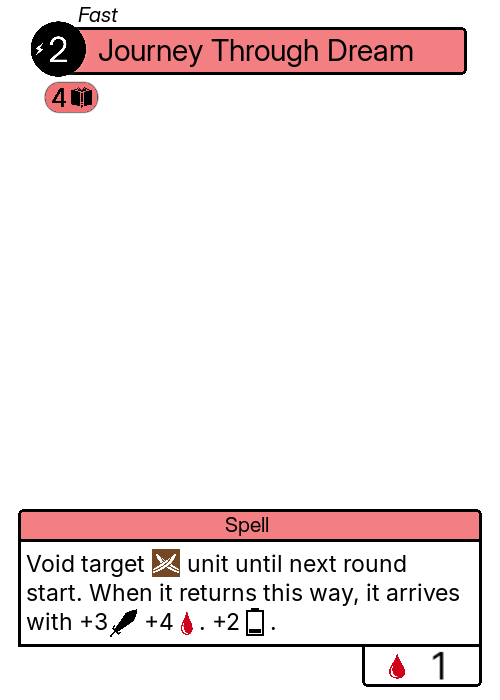 Fast
2 Journey Through Dream
4
Spell
Void target unit until next round
start. When it returns this way, it arrives
with +3 +4 . +2 .
1